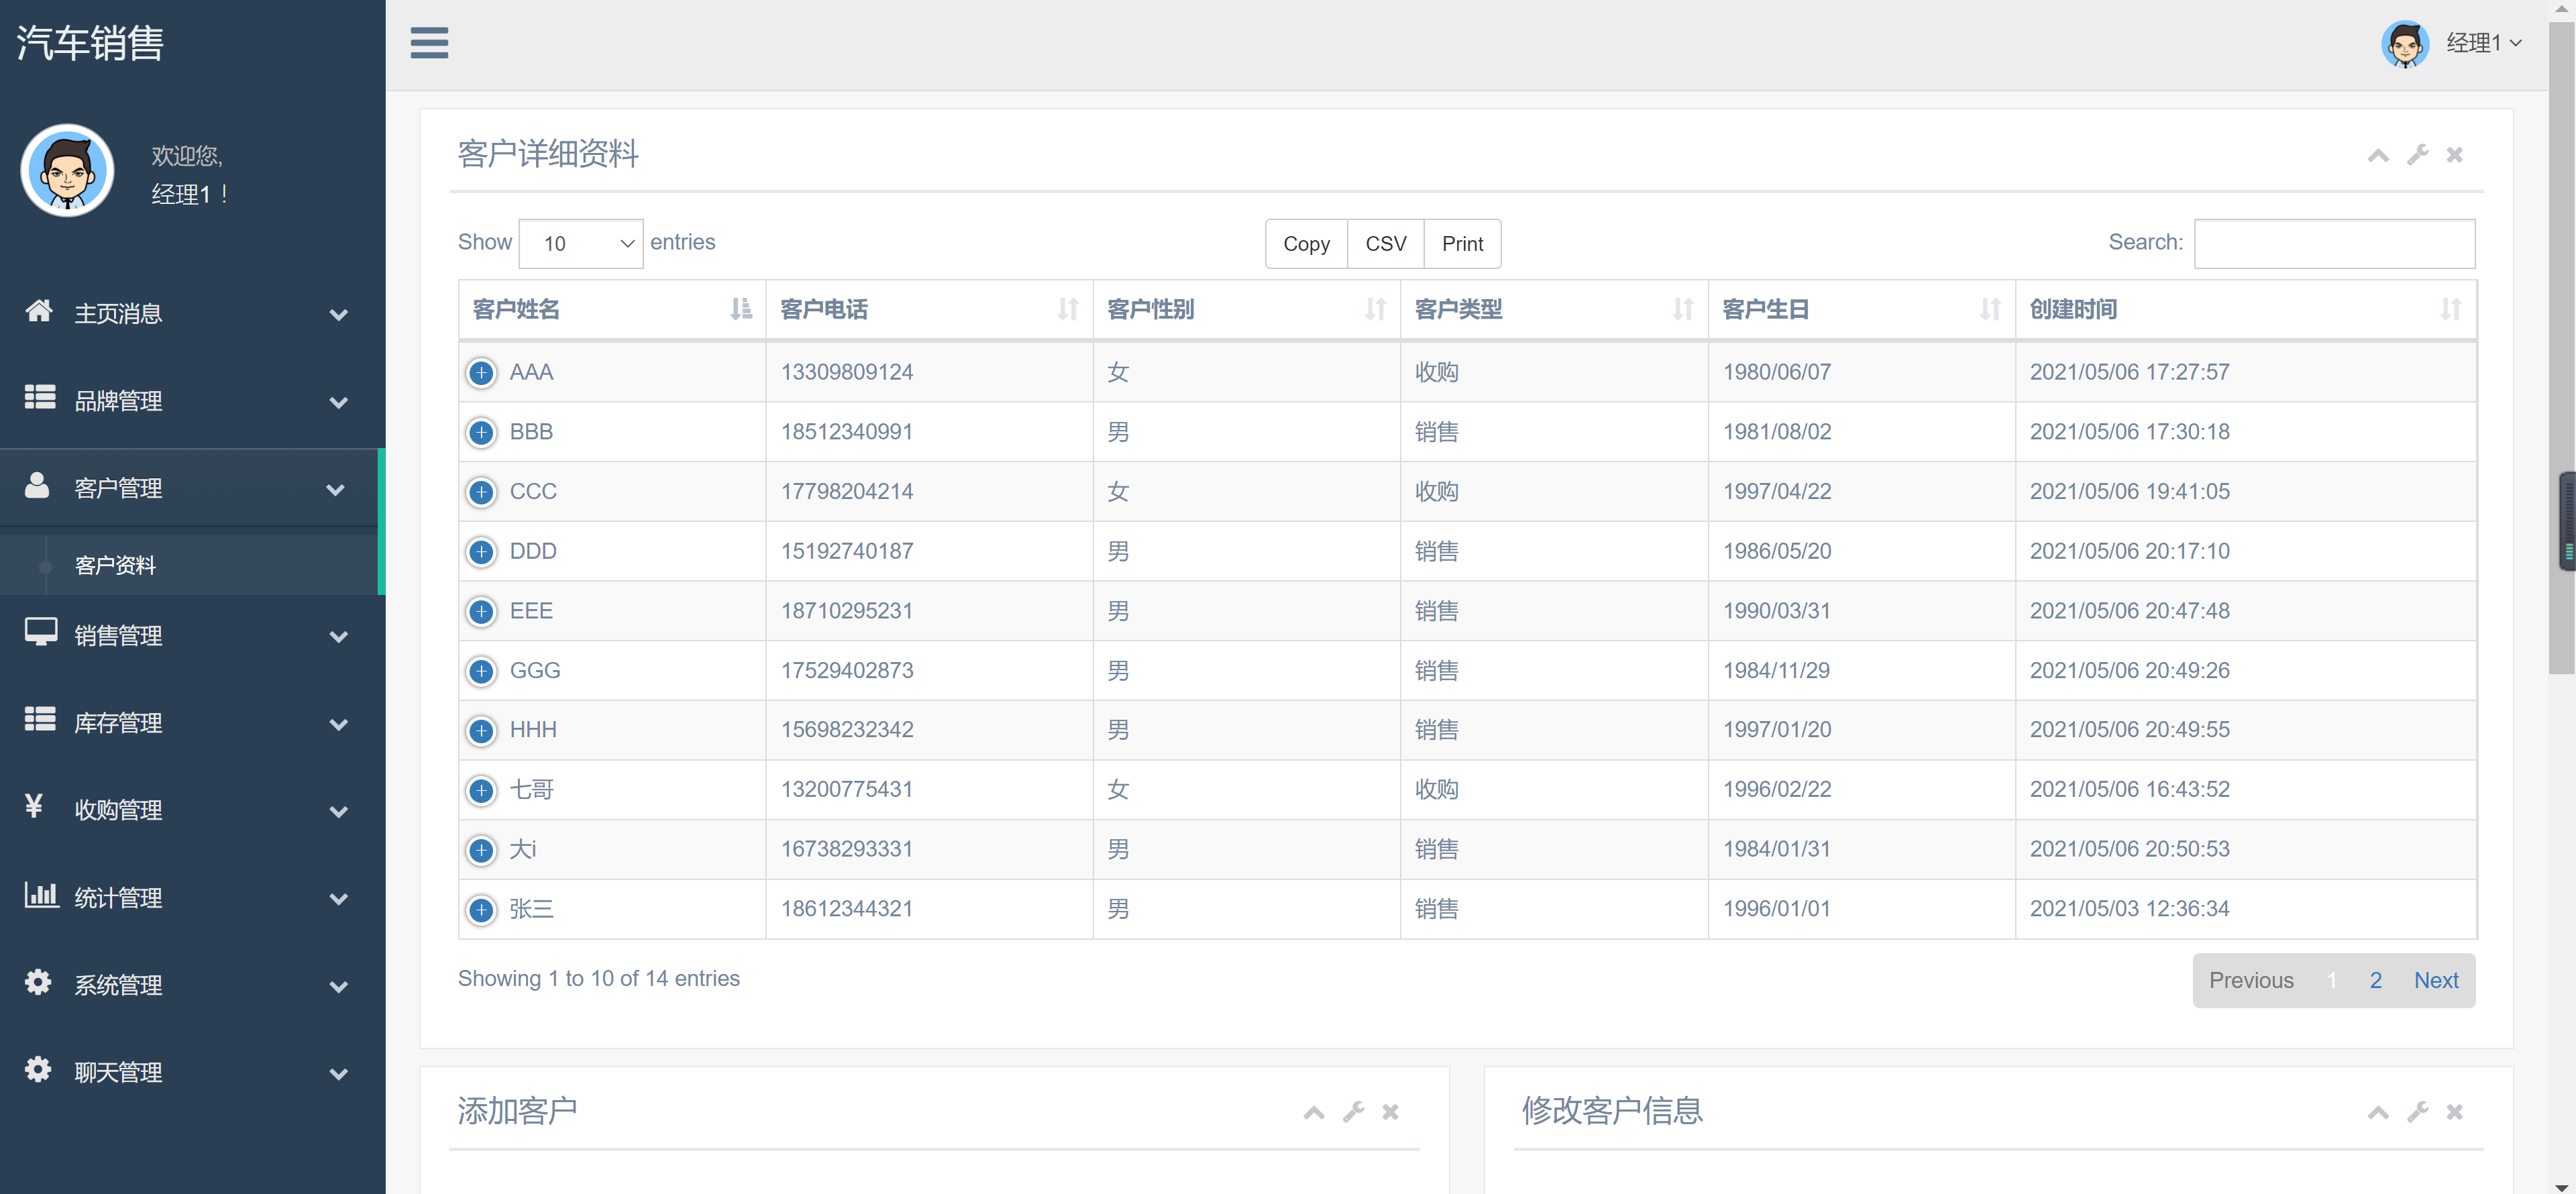 汽车销售
经理1
欢迎您,
经理1！
主页消息
品牌管理
客户管理
客户资料
销售管理
库存管理
收购管理
统计管理
系统管理
聊天管理
客户详细资料
Show 10 entries
Copy CSV Print
Search:
客户姓名 客户电话 客户性别 客户类型 客户生日 创建时间
AAA 13309809124 女 收购 1980/06/07 2021/05/06 17:27:57
BBB 18512340991 男 销售 1981/08/02 2021/05/06 17:30:18
CCC 17798204214 女 收购 1997/04/22 2021/05/06 19:41:05
DDD 15192740187 男 销售 1986/05/20 2021/05/06 20:17:10
EEE 18710295231 男 销售 1990/03/31 2021/05/06 20:47:48
GGG 17529402873 男 销售 1984/11/29 2021/05/06 20:49:26
HHH 15698232342 男 销售 1997/01/20 2021/05/06 20:49:55
七哥 13200775431 女 收购 1996/02/22 2021/05/06 16:43:52
大i 16738293331 男 销售 1984/01/31 2021/05/06 20:50:53
张三 18612344321 男 销售 1996/01/01 2021/05/03 12:36:34
Showing 1 to 10 of 14 entries
Previous 1 2 Next
添加客户
修改客户信息